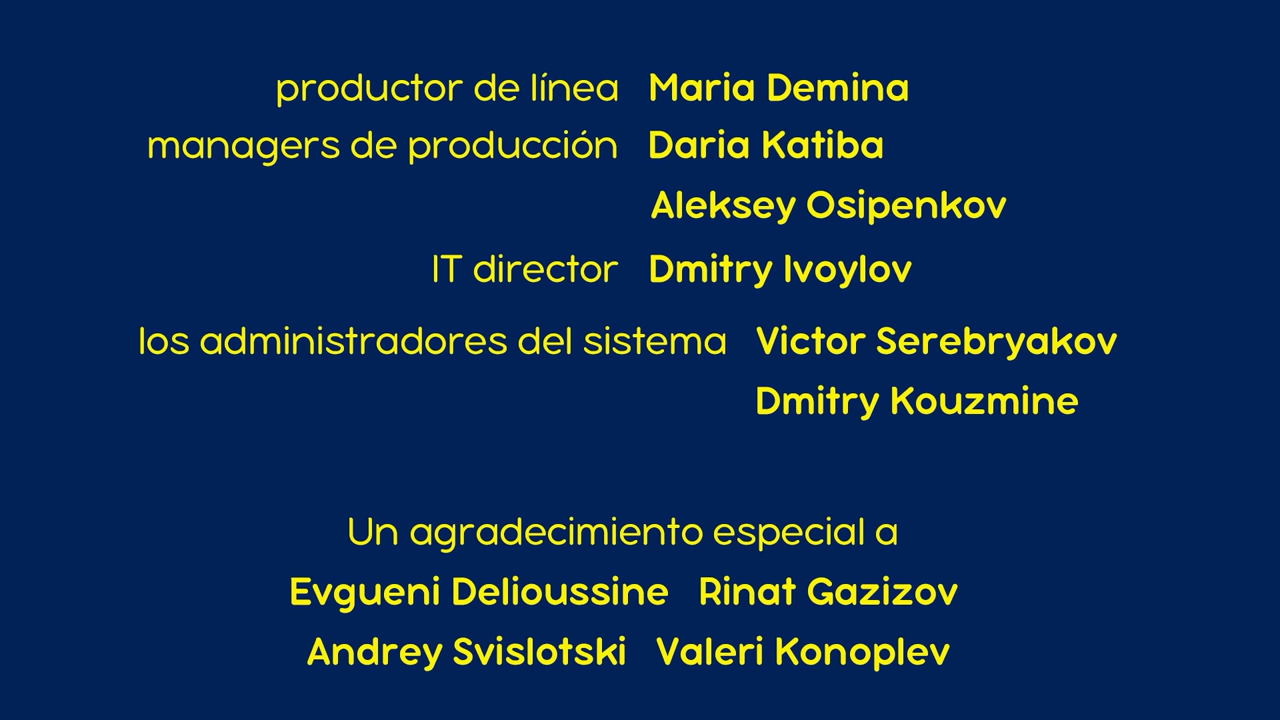 productor de línea Maria Demina
managers de producción Daria Katiba
Aleksey Osipenkov
IT director Dmitry Ivoylov
los administradores del sistema Victor Serebryakov
Dmitry Kouzmine
Un agradecimiento especial a
Evgueni Delioussine Rinat Gazizov
Andrey Svislotski Valeri Konoplev